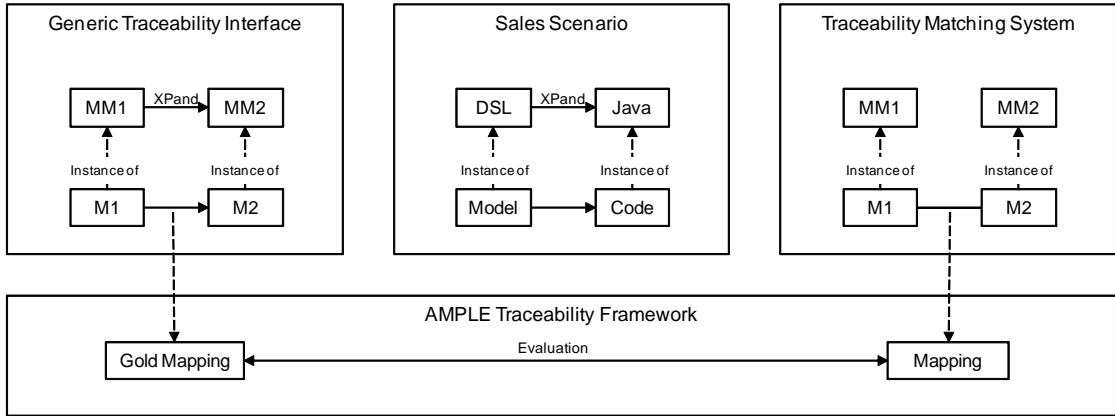 Generic Traceability Interface
MM1
XPand
MM2
Instance of
Instance of
M1
M2
Sales Scenario
DSL
XPand
Java
Instance of
Instance of
Model
Code
Traceability Matching System
MM1
MM2
Instance of
Instance of
M1
M2
AMPLE Traceability Framework
Gold Mapping
Evaluation
Mapping